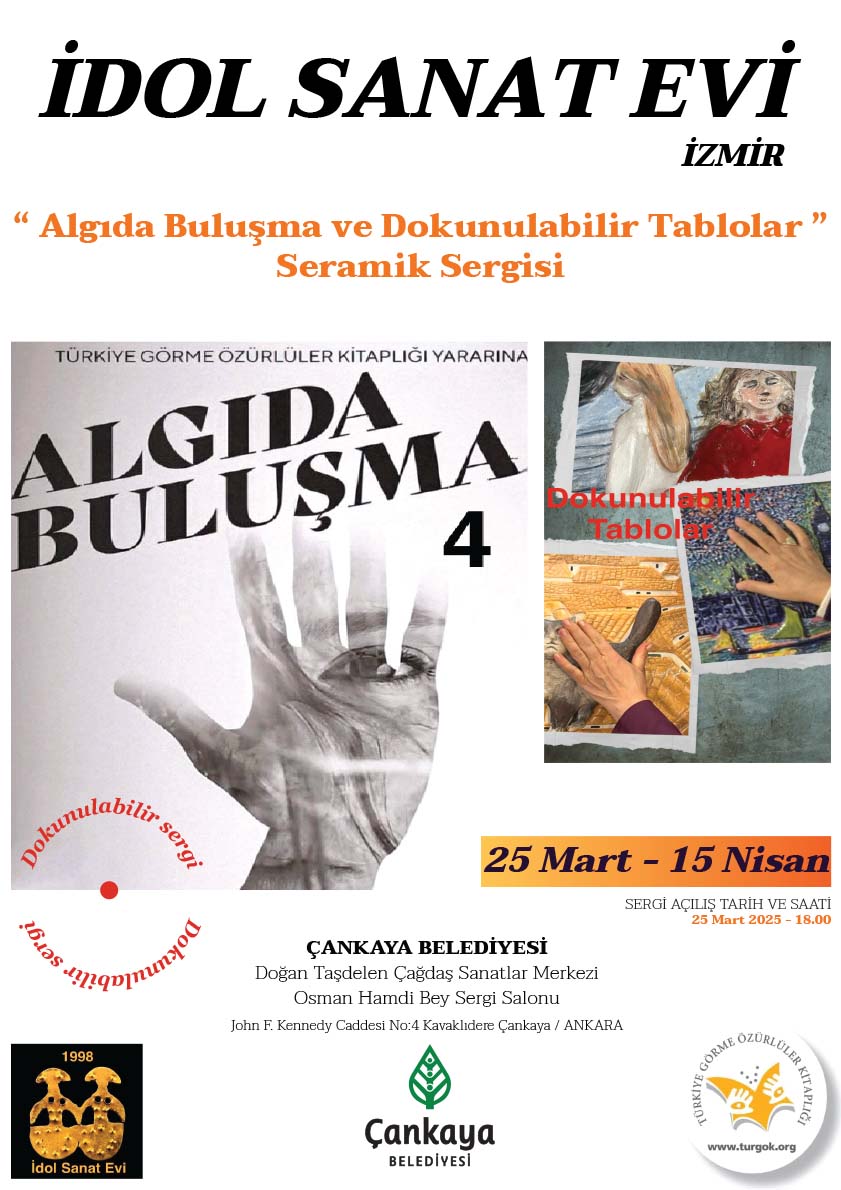 İDOL SANAT EVİ
İZMİR
“ Algıda Buluşma ve Dokunulabilir Tablolar ”
Seramik Sergisi
TÜRKİYE GÖRME ÖZÜRLÜLER KİTAPLIĞI YARARINA
ALGIDA
BULUŞMA
4
Dokunulabilir
Tablolar
Dokunulabilir sergi
Dokunulabilir sergi
25 Mart - 15 Nisan
SERGİ AÇILIŞ TARİH VE SAATİ
25 Mart 2025 - 18.00
ÇANKAYA BELEDİYESİ
Doğan Taşdelen Çağdaş Sanatlar Merkezi
Osman Hamdi Bey Sergi Salonu
John F. Kennedy Caddesi No:4 Kavaklıdere Çankaya / ANKARA
1998
İdol Sanat Evi
Çankaya
BELEDİYESİ
TÜRKİYE GÖRME ÖZÜRLÜLER KİTAPLIĞI
www.turgok.org